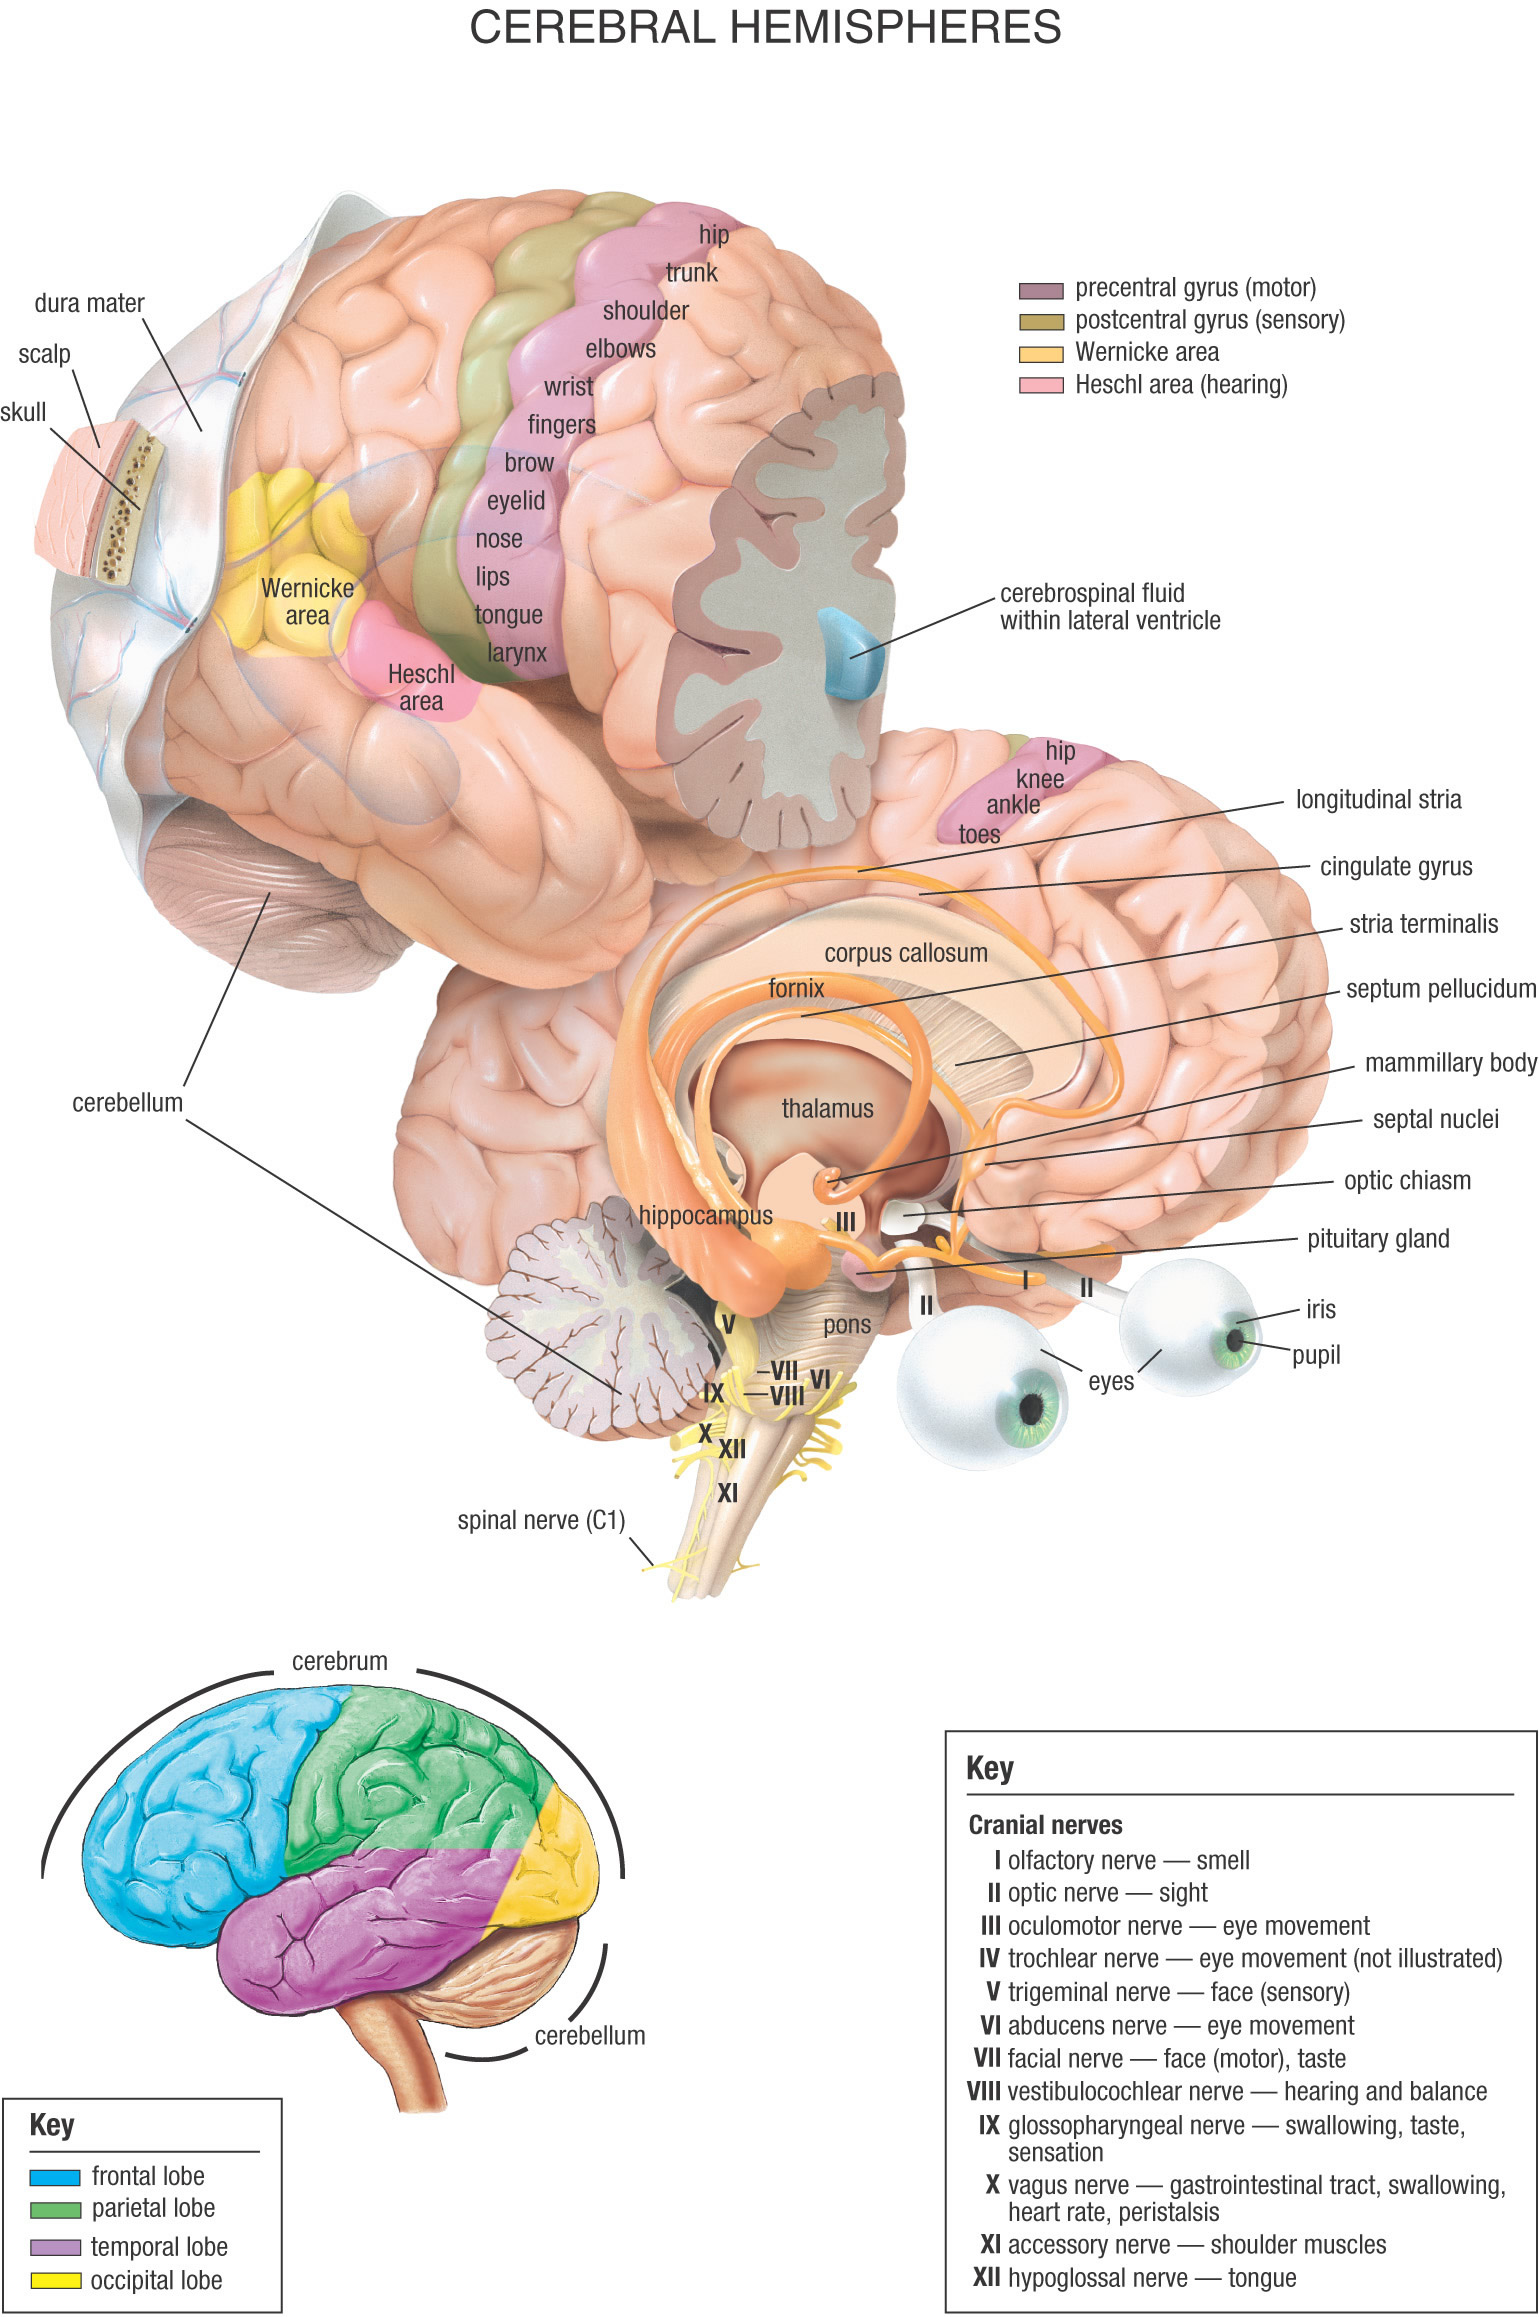 CEREBRAL HEMISPHERES
hip
trunk
shoulder
elbows
wrist
fingers
brow
eyelid
nose
lips
tongue
larynx
dura mater
scalp
skull
Wernicke
area
Heschl
area
precentral gyrus (motor)
postcentral gyrus (sensory)
Wernicke area
Heschl area (hearing)
cerebrospinal fluid
within lateral ventricle
hip
knee
ankle
toes
longitudinal stria
cingulate gyrus
stria terminalis
septum pellucidum
mammillary body
septal nuclei
optic chiasm
pituitary gland
iris
pupil
eyes
corpus callosum
fornix
thalamus
hippocampus
III
I
II
II
pons
V
VII
VI
IX
VIII
X
XII
XI
cerebellum
spinal nerve (C1)
cerebrum
cerebellum
Key
frontal lobe
parietal lobe
temporal lobe
occipital lobe
Key
Cranial nerves
I olfactory nerve — smell
II optic nerve — sight
III oculomotor nerve — eye movement
IV trochlear nerve — eye movement (not illustrated)
V trigeminal nerve — face (sensory)
VI abducens nerve — eye movement
VII facial nerve — face (motor), taste
VIII vestibulocochlear nerve — hearing and balance
IX glossopharyngeal nerve — swallowing, taste,
sensation
X vagus nerve — gastrointestinal tract, swallowing,
heart rate, peristalsis
XI accessory nerve — shoulder muscles
XII hypoglossal nerve — tongue